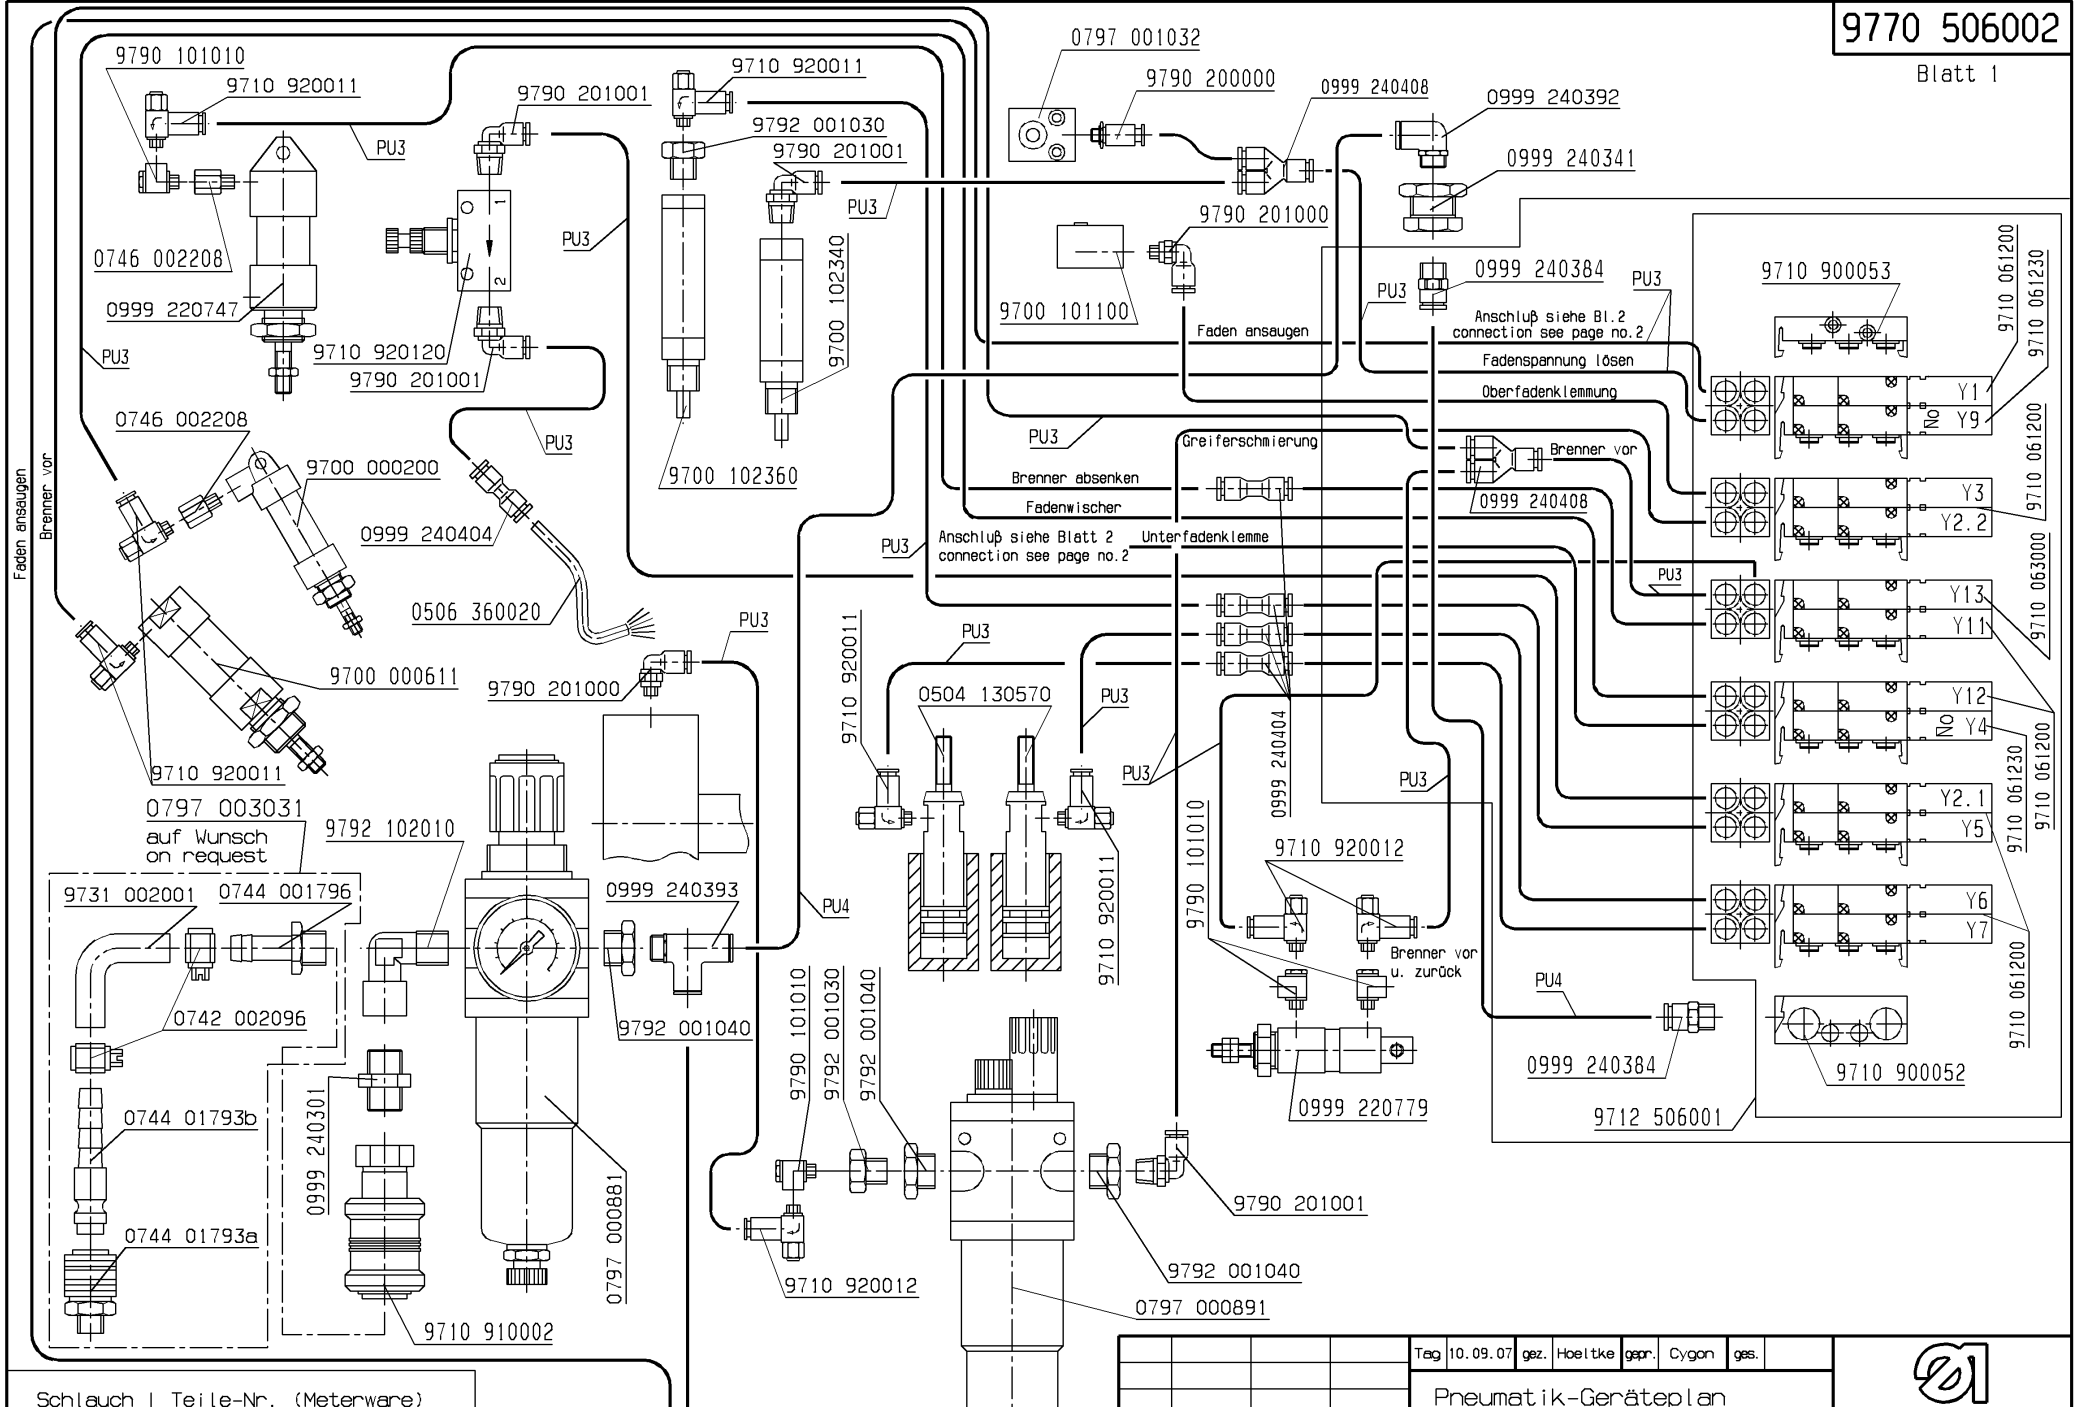 9770 506002
Blatt 1
9790 101010
9710 920011
PU3
0746 002208
0999 220747
9790 201001
PU3
9710 920120
9790 201001
1
2
9710 920011
9792 001030
9790 201001
PU3
9700 102340
9700 102360
0797 001032
9790 200000
0999 240408
9790 201000
9700 101100
0999 240392
0999 240341
0999 240384
PU3
PU3
Faden ansaugen
Anschluβ siehe Bl.2
connection see page no.2
Fadenspannung lösen
Oberfadenklemmung
PU3
Greiferschmierung
Brenner vor
0999 240408
Brenner absenken
Fadenwischer
PU3
Anschluβ siehe Blatt 2
connection see page no.2
Unterfadenklemme
PU3
9710 900053
9710 061200
9710 061230
Y1
Y9
No
9710 061200
Y3
Y2.2
9710 063000
Y13
Y11
Y12
Y4
No
9710 061230
9710 061200
Y2.1
Y5
Y6
Y7
9710 061200
9710 900052
9712 506001
PU4
0999 240384
PU3
Faden ansaugen
Brenner vor
0746 002208
9700 000200
PU3
0999 240404
0506 360020
9700 000611
9710 920011
0797 003031
auf Wunsch
on request
9790 201000
PU3
9710 920011
PU3
0504 130570
PU3
9710 920011
0999 240404
PU3
PU3
9790 101010
9710 920012
Brenner vor
u. zurück
0999 220779
9792 102010
0999 240393
PU4
9792 001040
9731 002001
0744 001796
0742 002096
0744 01793b
0744 01793a
0999 240301
9710 910002
0797 000881
9790 101010
9792 001030
9792 001040
9710 920012
9790 201001
9792 001040
0797 000891
Schlauch | Teile-Nr. (Meterware)
Tag 10.09.07 gez. Hoeltke gepr. Cygon ges.
Pneumatik-Geräteplan